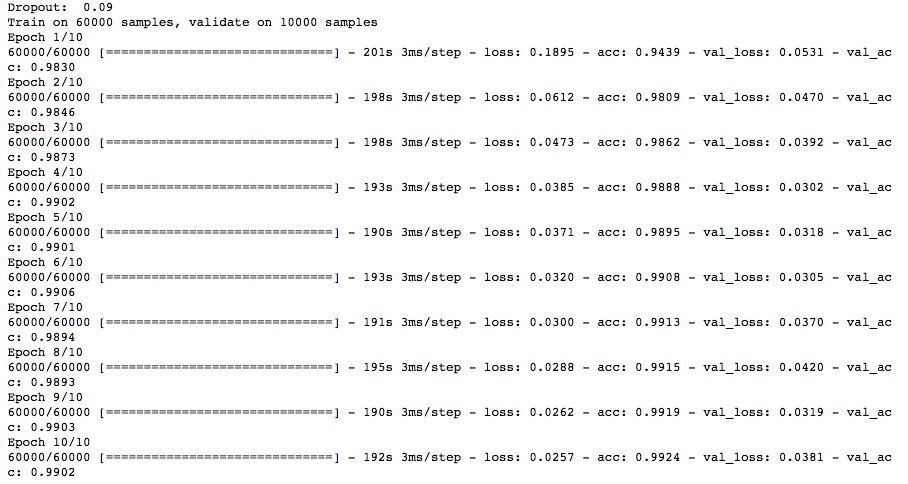 Dropout:  0.09
Train on 60000 samples, validate on 10000 samples
Epoch 1/10
60000/60000 [==============================] - 201s 3ms/step - loss: 0.1895 - acc: 0.9439 - val_loss: 0.0531 - val_ac
c: 0.9830
Epoch 2/10
60000/60000 [==============================] - 198s 3ms/step - loss: 0.0612 - acc: 0.9809 - val_loss: 0.0470 - val_ac
c: 0.9846
Epoch 3/10
60000/60000 [==============================] - 198s 3ms/step - loss: 0.0473 - acc: 0.9862 - val_loss: 0.0392 - val_ac
c: 0.9873
Epoch 4/10
60000/60000 [==============================] - 193s 3ms/step - loss: 0.0385 - acc: 0.9888 - val_loss: 0.0302 - val_ac
c: 0.9902
Epoch 5/10
60000/60000 [==============================] - 190s 3ms/step - loss: 0.0371 - acc: 0.9895 - val_loss: 0.0318 - val_ac
c: 0.9901
Epoch 6/10
60000/60000 [==============================] - 193s 3ms/step - loss: 0.0320 - acc: 0.9908 - val_loss: 0.0305 - val_ac
c: 0.9906
Epoch 7/10
60000/60000 [==============================] - 191s 3ms/step - loss: 0.0300 - acc: 0.9913 - val_loss: 0.0370 - val_ac
c: 0.9894
Epoch 8/10
60000/60000 [==============================] - 195s 3ms/step - loss: 0.0288 - acc: 0.9915 - val_loss: 0.0420 - val_ac
c: 0.9893
Epoch 9/10
60000/60000 [==============================] - 190s 3ms/step - loss: 0.0262 - acc: 0.9919 - val_loss: 0.0319 - val_ac
c: 0.9903
Epoch 10/10
60000/60000 [==============================] - 192s 3ms/step - loss: 0.0257 - acc: 0.9924 - val_loss: 0.0381 - val_ac
c: 0.9902